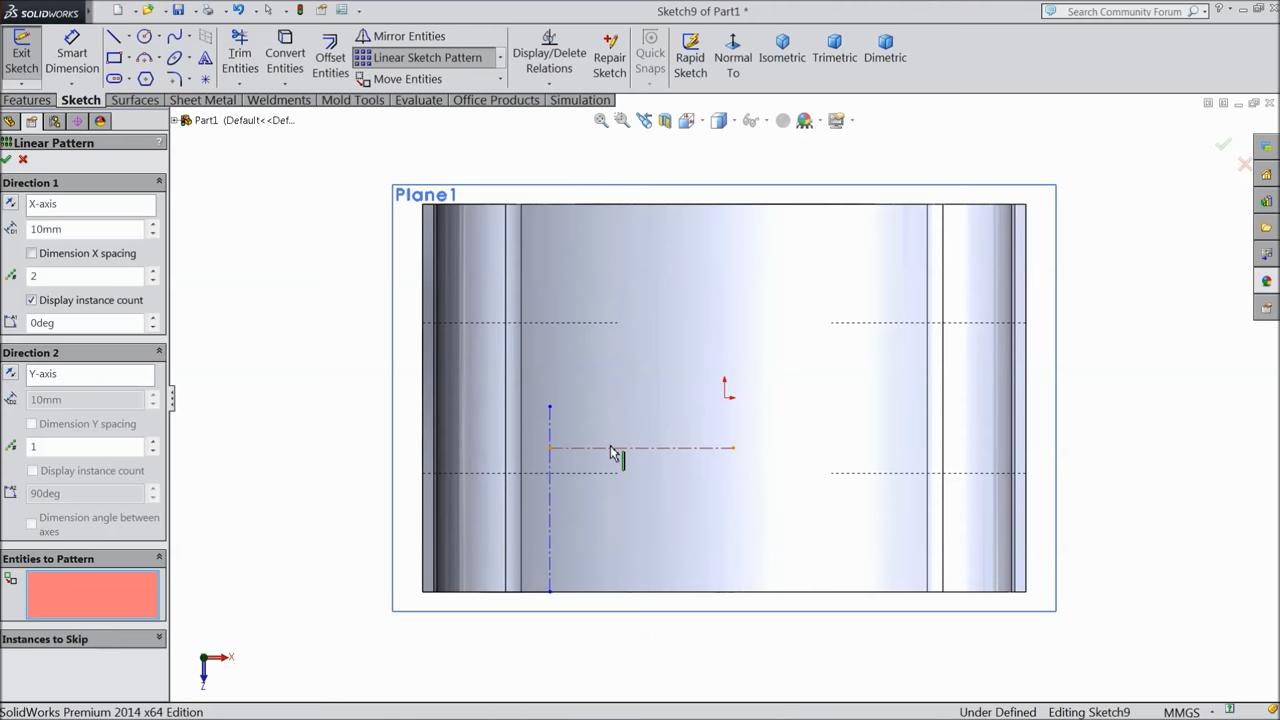 SOLIDWORKS
Sketch9 of Part1 *
Search Community Forum
Exit Sketch
Smart Dimension
Trim Entities
Convert Entities
Offset Entities
Mirror Entities
Linear Sketch Pattern
Move Entities
Display/Delete Relations
Repair Sketch
Quick Snaps
Rapid Sketch
Normal To
Isometric
Trimetric
Dimetric
Features
Sketch
Surfaces
Sheet Metal
Weldments
Mold Tools
Evaluate
Office Products
Simulation
Part1 (Default<<Def...
Linear Pattern
?
Direction 1
X-axis
10mm
Dimension X spacing
2
Display instance count
0deg
Direction 2
Y-axis
10mm
Dimension Y spacing
1
Display instance count
90deg
Dimension angle between
axes
Entities to Pattern
Instances to Skip
Plane1
X
Z
SolidWorks Premium 2014 x64 Edition
Under Defined
Editing Sketch9
MMGS